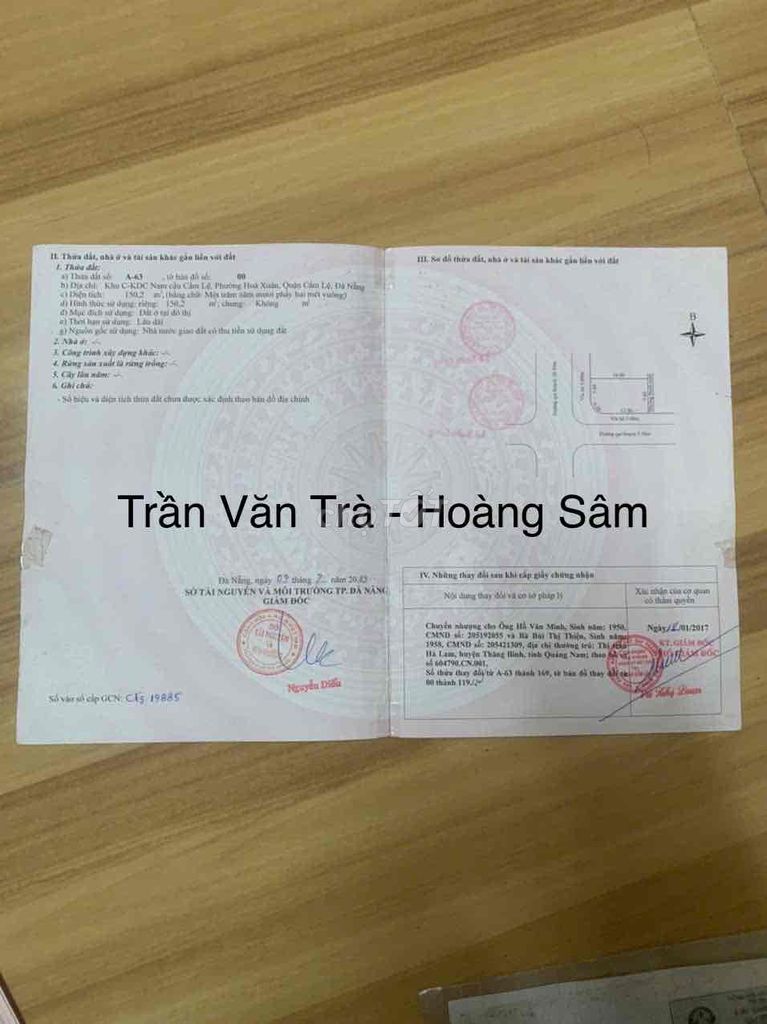 II. Thửa đất, nhà ở và tài sản khác gắn liền với đất
1. Thửa đất:
a) Thửa đất số: A-63 , tờ bản đồ số: 00
b) Địa chỉ: Khu C-KDC Nam cầu Cẩm Lệ, Phường Hoà Xuân, Quận Cẩm Lệ, Đà Nẵng
c) Diện tích: 150,2 m², (bằng chữ: Một trăm năm mươi phẩy hai mét vuông)
d) Hình thức sử dụng: riêng: 150,2 m²; chung: Không m²
đ) Mục đích sử dụng: Đất ở tại đô thị
e) Thời hạn sử dụng: Lâu dài
g) Nguồn gốc sử dụng: Nhà nước giao đất có thu tiền sử dụng đất
2. Nhà ở: -/-
3. Công trình xây dựng khác: -/-
4. Rừng sản xuất là rừng trồng: -/-
5. Cây lâu năm: -/-
6. Ghi chú:
- Số hiệu và diện tích thửa đất chưa được xác định theo bản đồ địa chính
III. Sơ đồ thửa đất, nhà ở và tài sản khác gắn liền với đất
B
Trần Văn Trà - Hoàng Sâm
Đà Nẵng, ngày 03 tháng 7 năm
SỞ TÀI NGUYÊN VÀ MÔI TRƯỜNG TP. ĐÀ NẴNG
GIÁM ĐỐC
Nguyễn Điểu
Số vào sổ cấp GCN: 19885
IV. Những thay đổi sau khi cấp giấy chứng nhận
Nội dung thay đổi và cơ sở pháp lý
Xác nhận của cơ quan
có thẩm quyền
Chuyển nhượng cho Ông Hồ Văn Minh, Sinh năm: 1950,
CMND số: 205192055 và Bà Bùi Thị Thiện, Sinh năm:
1958, CMND số: 205421309, địa chỉ thường trú: Thị trấn
Hà Lam, huyện Thăng Bình, tỉnh Quảng Nam; theo hồ sơ
số 604790.CN.001.
Số thửa thay đổi từ A-63 thành 169, tờ bản đồ thay đổi từ
00 thành 119.
Ngày /01/2017
KT.GIÁM ĐỐC
PHÓ GIÁM ĐỐC